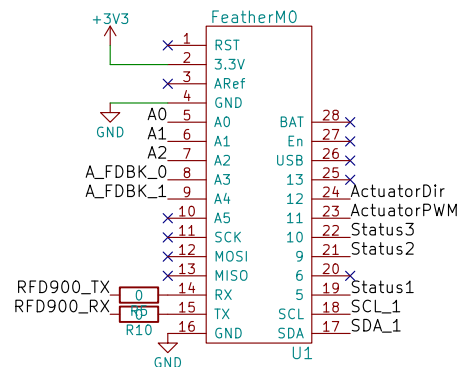 FeatherM0
+3V3
1 RST
2 3.3V
3 ARef
GND 4 GND
A0 5 A0 BAT 28
A1 6 A1 En 27
A2 7 A2 USB 26
A_FDBK_0 8 A3 13 25
A_FDBK_1 9 A4 12 24 ActuatorDir
10 A5 11 23 ActuatorPWM
11 SCK 10 22 Status3
12 MOSI 9 21 Status2
13 MISO 6 20
RFD900_TX 0 14 RX 5 19 Status1
RFD900_RX 0 15 TX SCL 18 SCL_1
R10 16 GND SDA 17 SDA_1
GND
U1